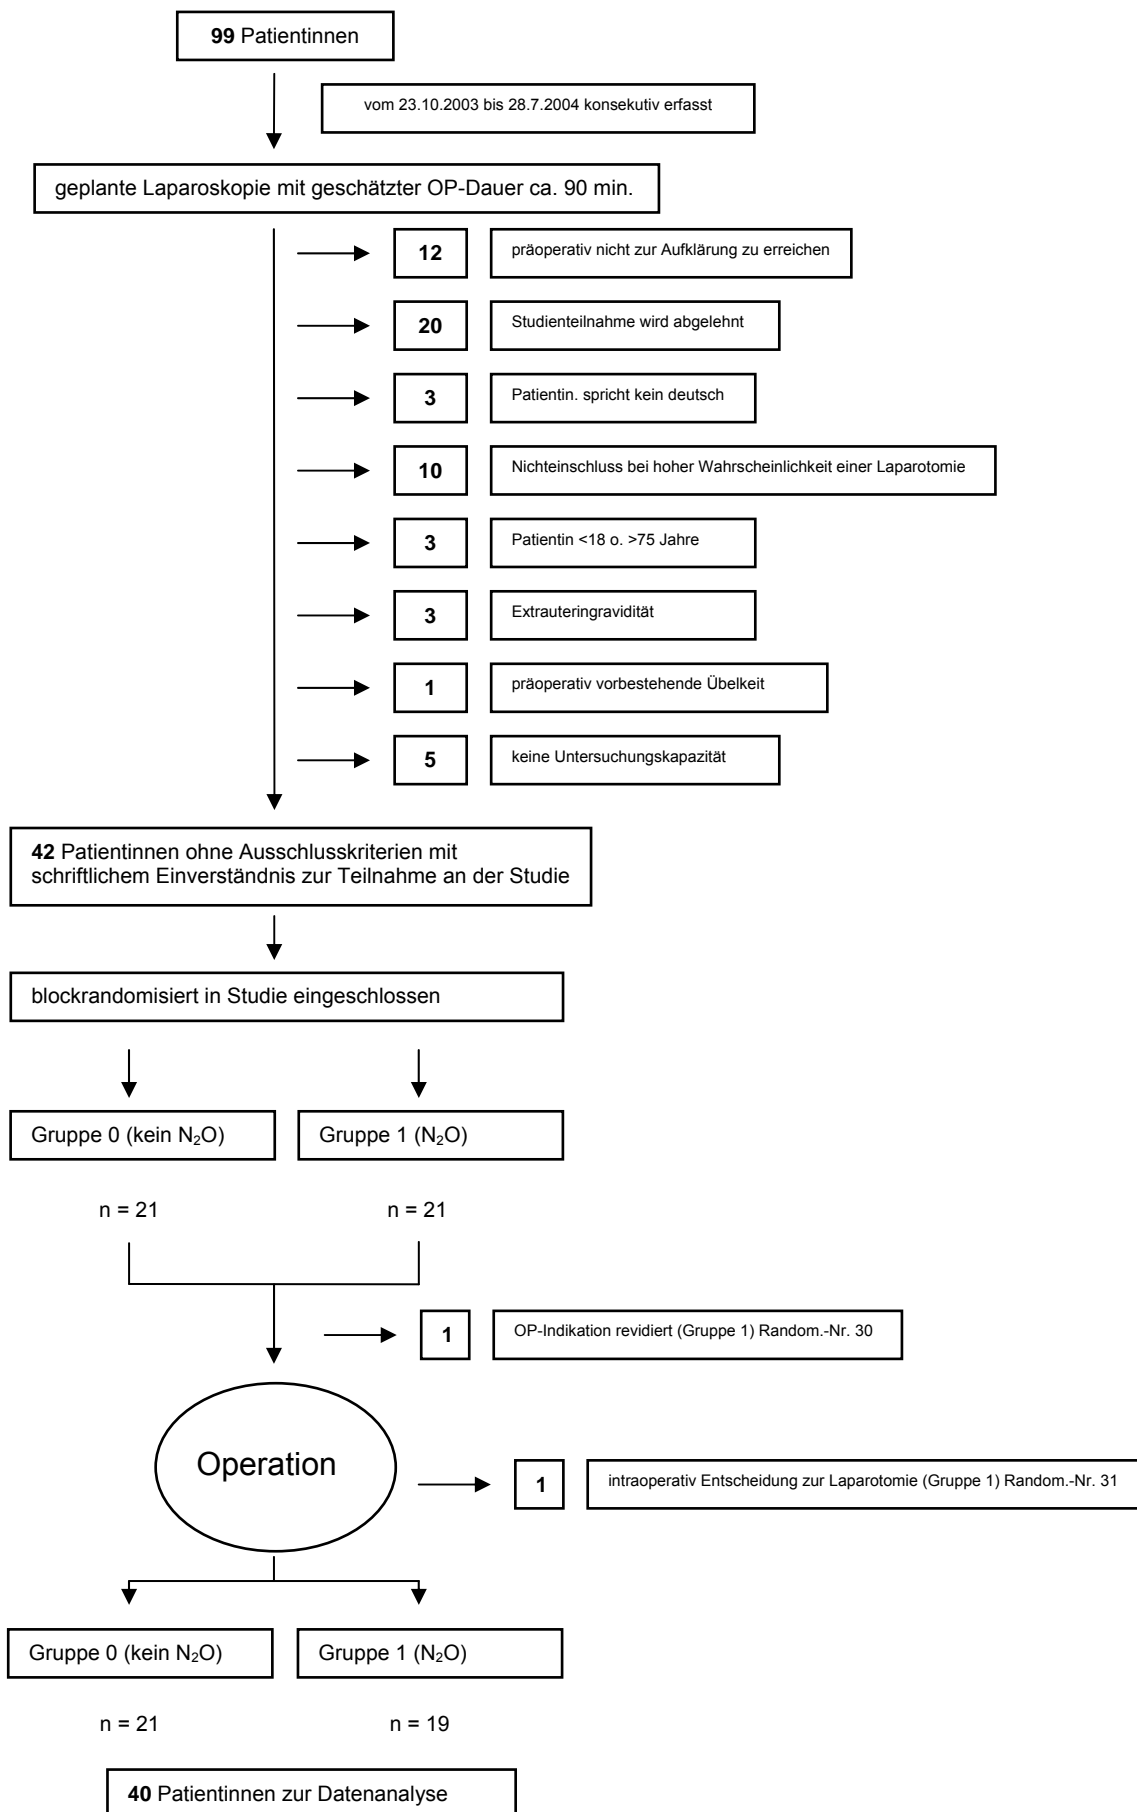 99 Patientinnen
vom 23.10.2003 bis 28.7.2004 konsekutiv erfasst
geplante Laparoskopie mit geschätzter OP-Dauer ca. 90 min.
12 präoperativ nicht zur Aufklärung zu erreichen
20 Studienteilnahme wird abgelehnt
3 Patientin. spricht kein deutsch
10 Nichteinschluss bei hoher Wahrscheinlichkeit einer Laparotomie
3 Patientin <18 o. >75 Jahre
3 Extrauteringravidität
1 präoperativ vorbestehende Übelkeit
5 keine Untersuchungskapazität
42 Patientinnen ohne Ausschlusskriterien mit
schriftlichem Einverständnis zur Teilnahme an der Studie
blockrandomisiert in Studie eingeschlossen
Gruppe 0 (kein N₂O) Gruppe 1 (N₂O)
n = 21 n = 21
1 OP-Indikation revidiert (Gruppe 1) Random.-Nr. 30
Operation
1 intraoperativ Entscheidung zur Laparotomie (Gruppe 1) Random.-Nr. 31
Gruppe 0 (kein N₂O) Gruppe 1 (N₂O)
n = 21 n = 19
40 Patientinnen zur Datenanalyse